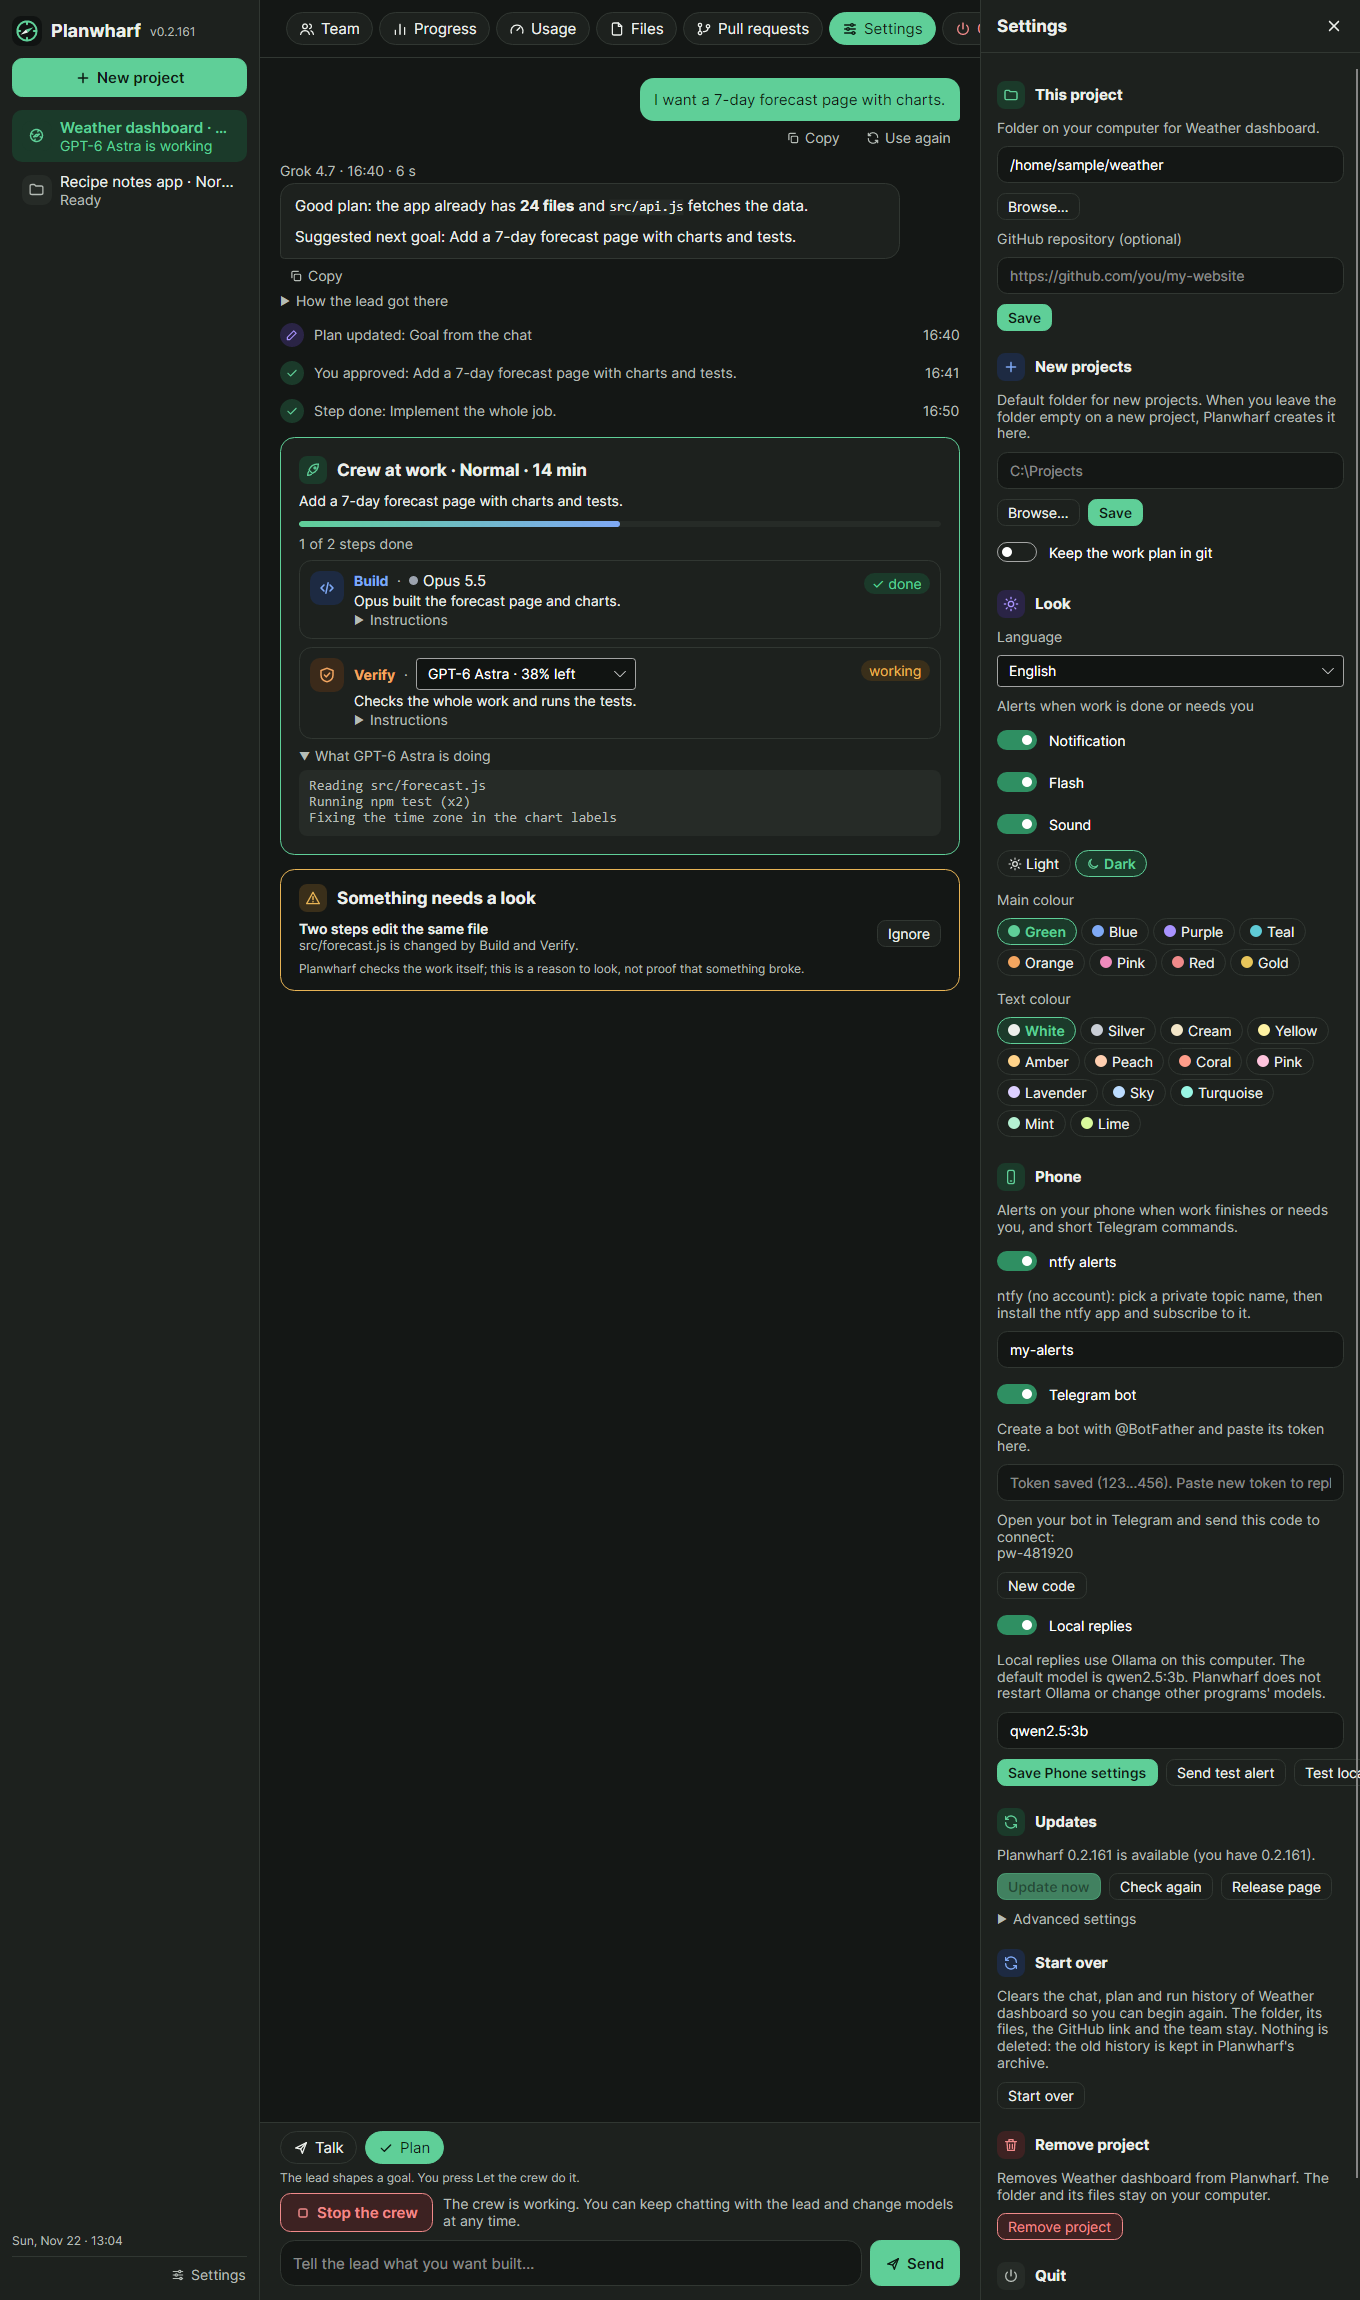 Planwharf v0.2.161
New project
Weather dashboard · ...
GPT-6 Astra is working
Recipe notes app · Nor...
Ready
Sun, Nov 22 · 13:04
Settings
Team
Progress
Usage
Files
Pull requests
Settings
I want a 7-day forecast page with charts.
Copy
Use again
Grok 4.7 · 16:40 · 6 s
Good plan: the app already has 24 files and src/api.js fetches the data.
Suggested next goal: Add a 7-day forecast page with charts and tests.
Copy
How the lead got there
Plan updated: Goal from the chat 16:40
You approved: Add a 7-day forecast page with charts and tests. 16:41
Step done: Implement the whole job. 16:50
Crew at work · Normal · 14 min
Add a 7-day forecast page with charts and tests.
1 of 2 steps done
Build · Opus 5.5 done
Opus built the forecast page and charts.
Instructions
Verify · GPT-6 Astra · 38% left working
Checks the whole work and runs the tests.
Instructions
What GPT-6 Astra is doing
Reading src/forecast.js
Running npm test (x2)
Fixing the time zone in the chart labels
Something needs a look
Two steps edit the same file
src/forecast.js is changed by Build and Verify.
Ignore
Planwharf checks the work itself; this is a reason to look, not proof that something broke.
Talk
Plan
The lead shapes a goal. You press Let the crew do it.
Stop the crew
The crew is working. You can keep chatting with the lead and change models
at any time.
Tell the lead what you want built...
Send
Settings
This project
Folder on your computer for Weather dashboard.
/home/sample/weather
Browse...
GitHub repository (optional)
https://github.com/you/my-website
Save
New projects
Default folder for new projects. When you leave the
folder empty on a new project, Planwharf creates it
here.
C:\Projects
Browse...
Save
Keep the work plan in git
Look
Language
English
Alerts when work is done or needs you
Notification
Flash
Sound
Light
Dark
Main colour
Green Blue Purple Teal
Orange Pink Red Gold
Text colour
White Silver Cream Yellow
Amber Peach Coral Pink
Lavender Sky Turquoise
Mint Lime
Phone
Alerts on your phone when work finishes or needs
you, and short Telegram commands.
ntfy alerts
ntfy (no account): pick a private topic name, then
install the ntfy app and subscribe to it.
my-alerts
Telegram bot
Create a bot with @BotFather and paste its token
here.
Token saved (123...456). Paste new token to repl
Open your bot in Telegram and send this code to
connect:
pw-481920
New code
Local replies
Local replies use Ollama on this computer. The
default model is qwen2.5:3b. Planwharf does not
restart Ollama or change other programs' models.
qwen2.5:3b
Save Phone settings
Send test alert
Test loca
Updates
Planwharf 0.2.161 is available (you have 0.2.161).
Update now
Check again
Release page
Advanced settings
Start over
Clears the chat, plan and run history of Weather
dashboard so you can begin again. The folder, its
files, the GitHub link and the team stay. Nothing is
deleted: the old history is kept in Planwharf's
archive.
Start over
Remove project
Removes Weather dashboard from Planwharf. The
folder and its files stay on your computer.
Remove project
Quit